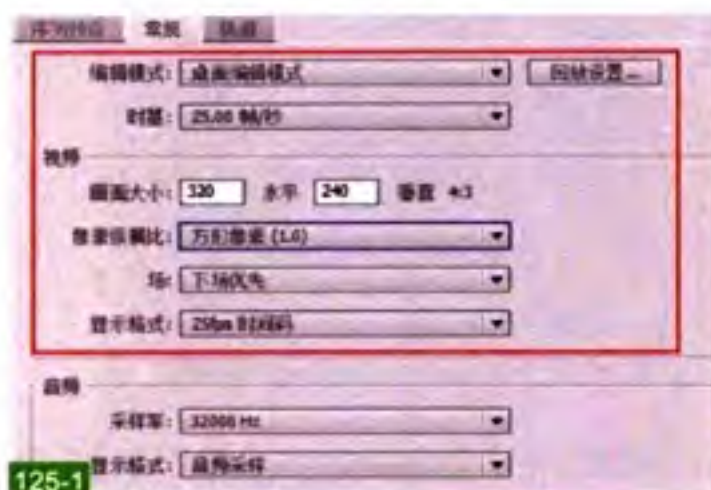 常规 轨道
编辑模式: 桌面编辑模式 回放设置...
时基: 25.00 帧/秒
视频
画面大小: 320 水平 240 垂直 4:3
像素纵横比: 方形像素 (1.0)
场: 下场优先
显示格式: 25fps 时间码
音频
采样率: 32000 Hz
显示格式: 音频采样
125-1